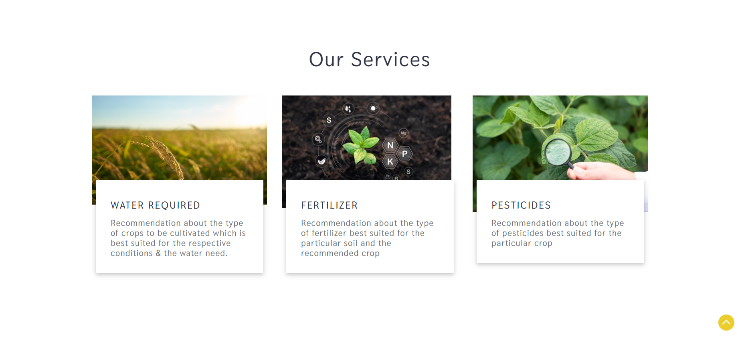 Our Services
S
N
P
K
S
WATER REQUIRED
Recommendation about the type
of crops to be cultivated which is
best suited for the respective
conditions & the water need.
FERTILIZER
Recommendation about the type
of fertilizer best suited for the
particular soil and the
recommended crop
PESTICIDES
Recommendation about the type
of pesticides best suited for the
particular crop